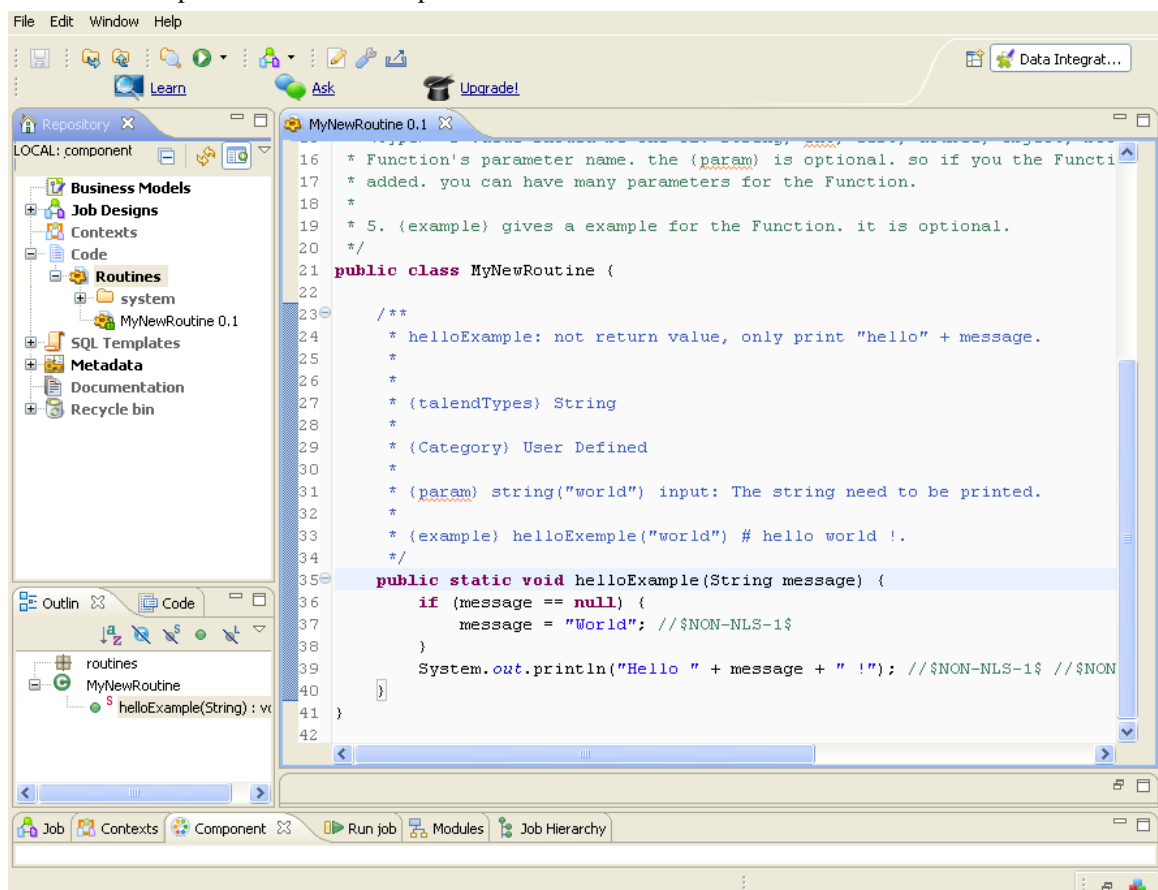 File Edit Window Help
Data Integrat...
Learn Ask Upgrade!
Repository
LOCAL: component
Business Models
Job Designs
Contexts
Code
Routines
system
MyNewRoutine 0.1
SQL Templates
Metadata
Documentation
Recycle bin
Outlin Code
routines
MyNewRoutine
helloExample(String) : vo
MyNewRoutine 0.1
16 * Function's parameter name. the {param} is optional. so if you the Functi
17 * added. you can have many parameters for the Function.
18 *
19 * 5. {example} gives a example for the Function. it is optional.
20 */
21 public class MyNewRoutine {
22
23 /**
24 * helloExample: not return value, only print "hello" + message.
25 *
26 *
27 * {talendTypes} String
28 *
29 * {Category} User Defined
30 *
31 * {param} string("world") input: The string need to be printed.
32 *
33 * {example} helloExemple("world") # hello world !.
34 */
35 public static void helloExample(String message) {
36 if (message == null) {
37 message = "World"; //$NON-NLS-1$
38 }
39 System.out.println("Hello " + message + " !"); //$NON-NLS-1$ //$NON
40 }
41 }
42
Job Contexts Component Run job Modules Job Hierarchy